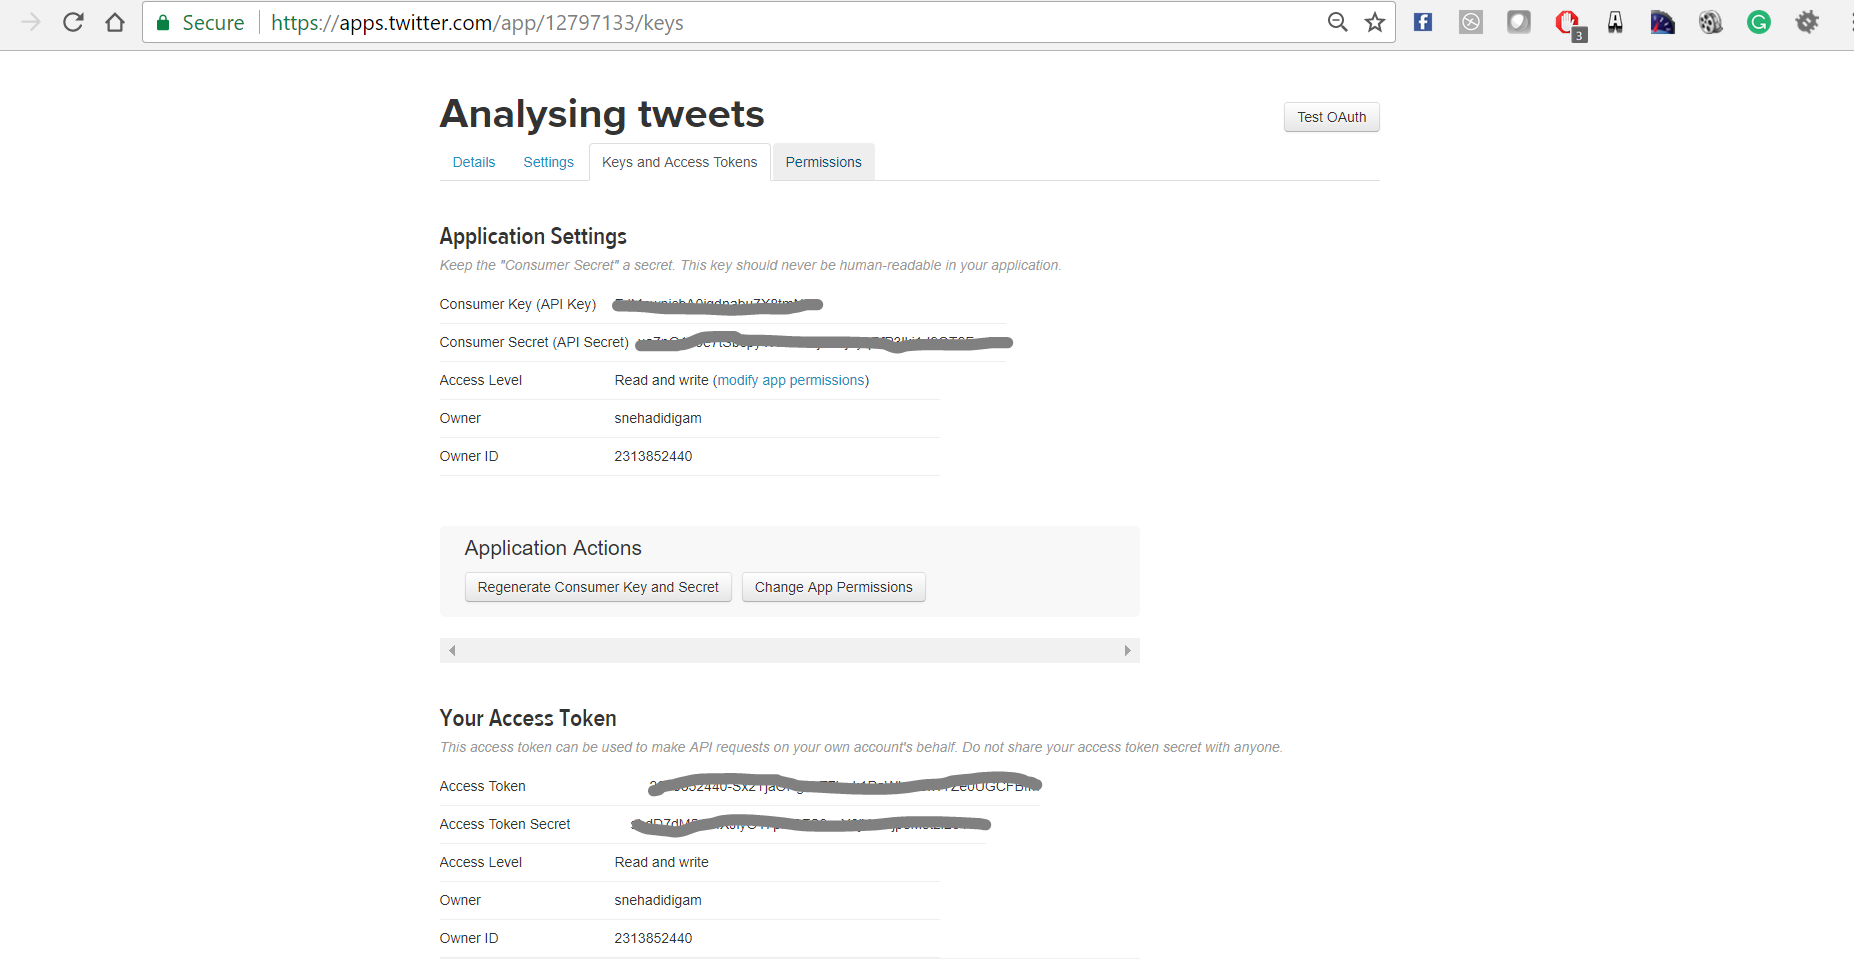 Secure https://apps.twitter.com/app/12797133/keys
3
Analysing tweets
Test OAuth
Details Settings Keys and Access Tokens Permissions
Application Settings
Keep the "Consumer Secret" a secret. This key should never be human-readable in your application.
Consumer Key (API Key)
Consumer Secret (API Secret)
Access Level Read and write (modify app permissions)
Owner snehadidigam
Owner ID 2313852440
Application Actions
Regenerate Consumer Key and Secret Change App Permissions
Your Access Token
This access token can be used to make API requests on your own account's behalf. Do not share your access token secret with anyone.
Access Token
Access Token Secret
Access Level Read and write
Owner snehadidigam
Owner ID 2313852440